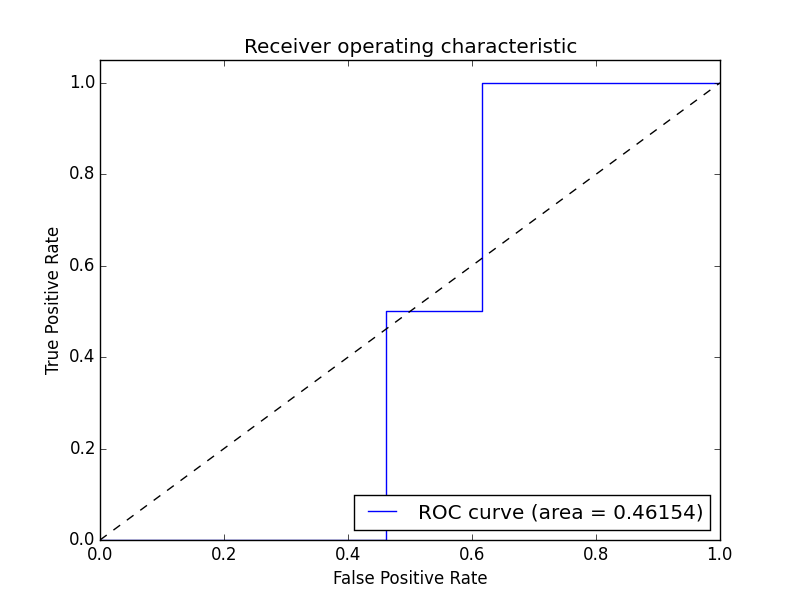 Receiver operating characteristic
1.0
0.8
0.6
0.4
0.2
0.0
True Positive Rate
ROC curve (area = 0.46154)
0.0 0.2 0.4 0.6 0.8 1.0
False Positive Rate